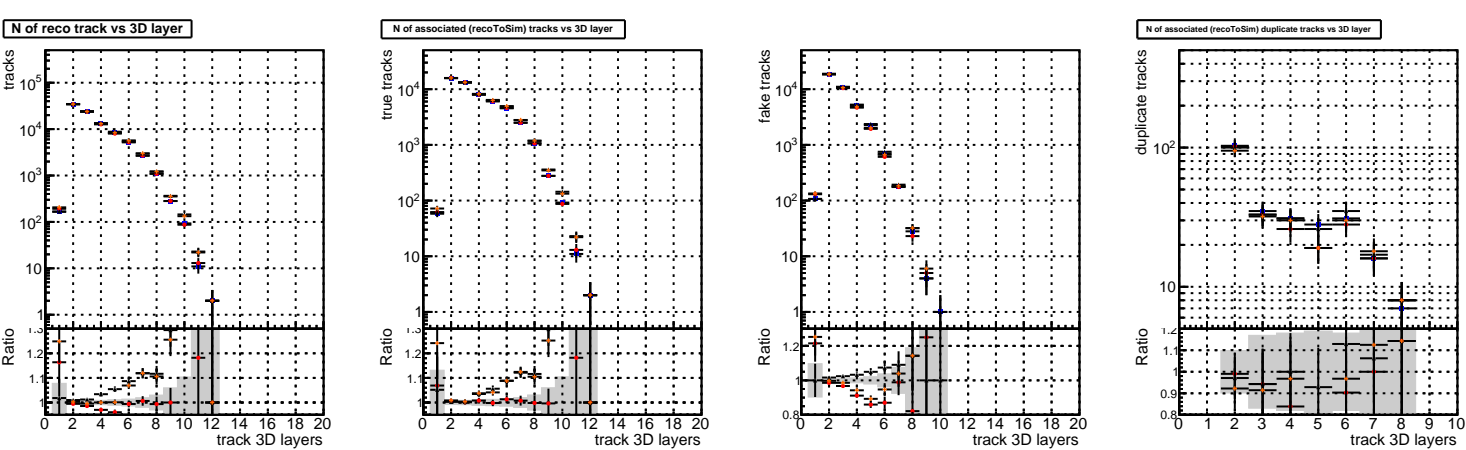 N of reco track vs 3D layer
tracks
10^5
10^4
10^3
10^2
10
1
Ratio
1.3
1.2
1.1
1
0 2 4 6 8 10 12 14 16 18 20
track 3D layers
N of associated (recoToSim) tracks vs 3D layer
true tracks
10^4
10^3
10^2
10
1
Ratio
1.3
1.2
1.1
1
0 2 4 6 8 10 12 14 16 18 20
track 3D layers
fake tracks
10^4
10^3
10^2
10
1
Ratio
1.2
1
0.8
0 2 4 6 8 10 12 14 16 18 20
track 3D layers
N of associated (recoToSim) duplicate tracks vs 3D layer
duplicate tracks
10^2
10
Ratio
1.2
1.1
1
0.9
0.8
0 1 2 3 4 5 6 7 8 9 10
track 3D layers